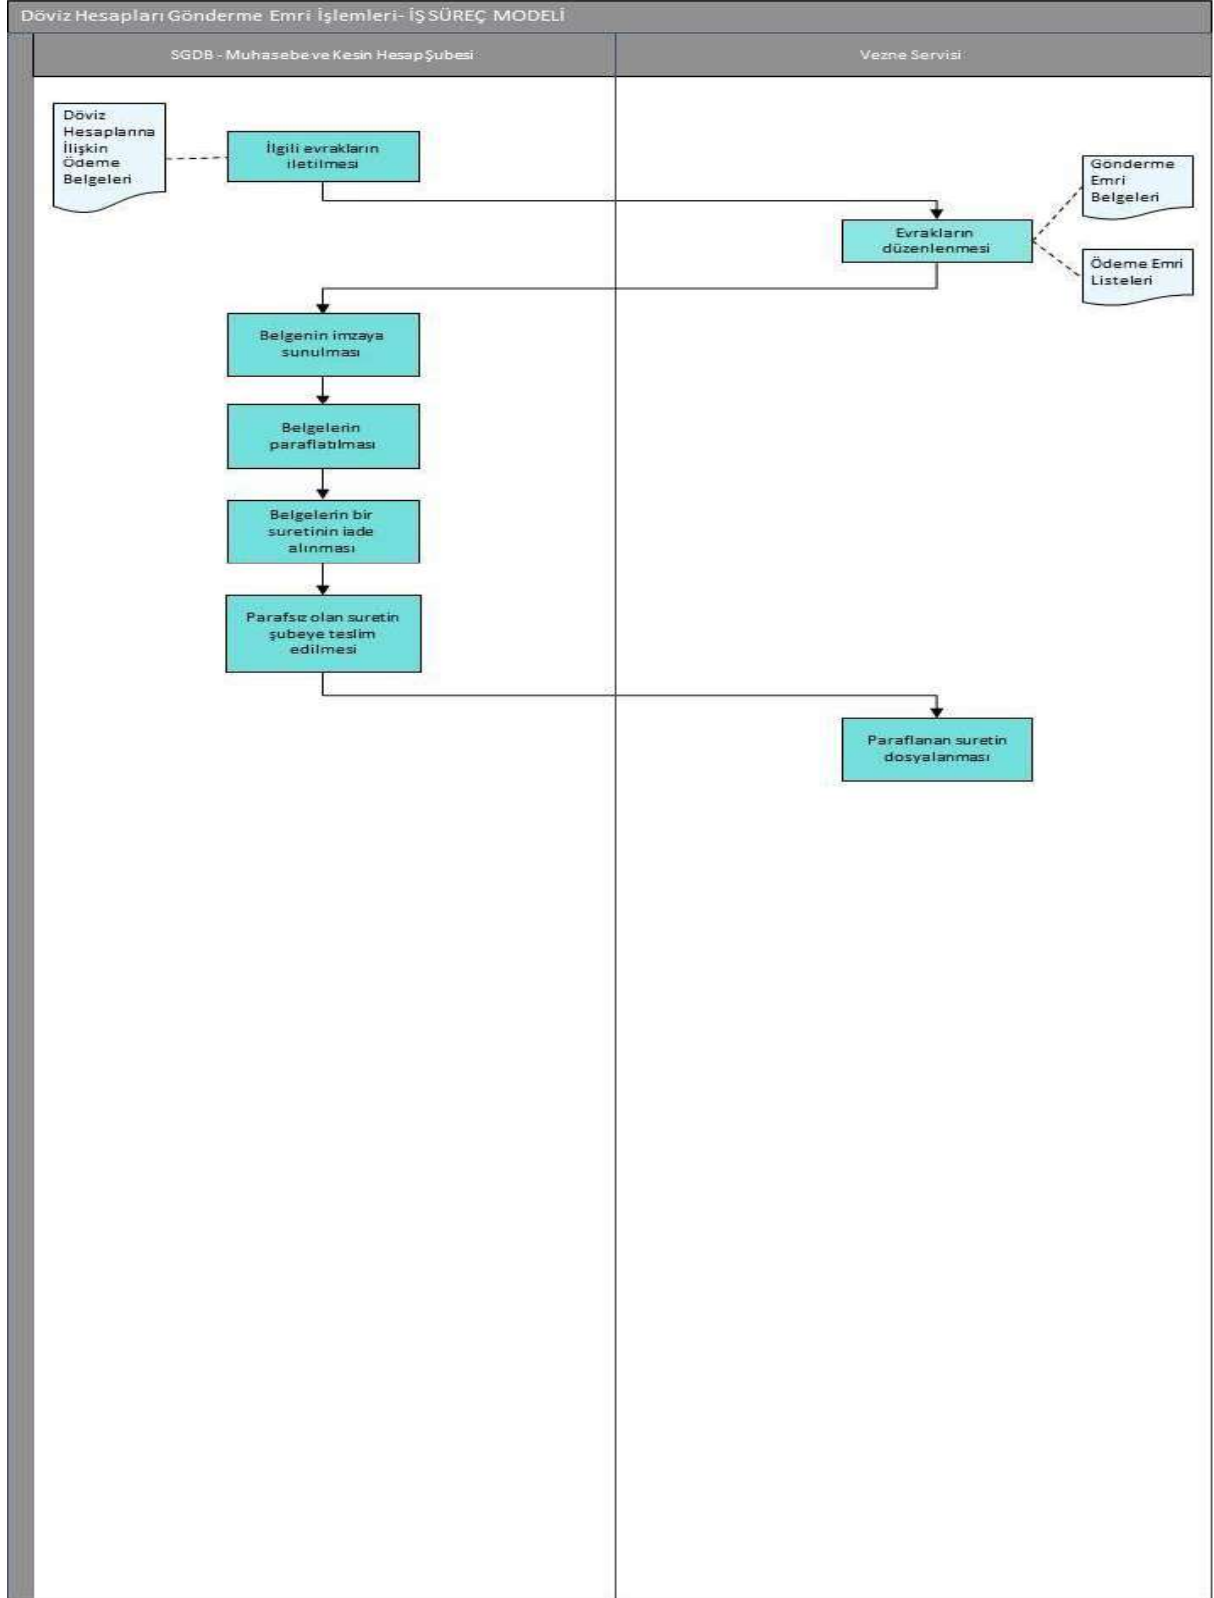 Döviz Hesapları Gönderme Emri İşlemleri- İŞ SÜREÇ MODELİ
SGDB - Muhasebe ve Kesin Hesap Şubesi
Vezne Servisi
Döviz
Hesaplarına
İlişkin
Ödeme
Belgeleri
İlgili evrakların
iletilmesi
Gönderme
Emri
Belgeleri
Evrakların
düzenlenmesi
Ödeme Emri
Listeleri
Belgenin imzaya
sunulması
Belgelerin
paraflatılması
Belgelerin bir
suretinin iade
alınması
Parafsız olan suretin
şubeye teslim
edilmesi
Paraflanan suretin
dosyalanması